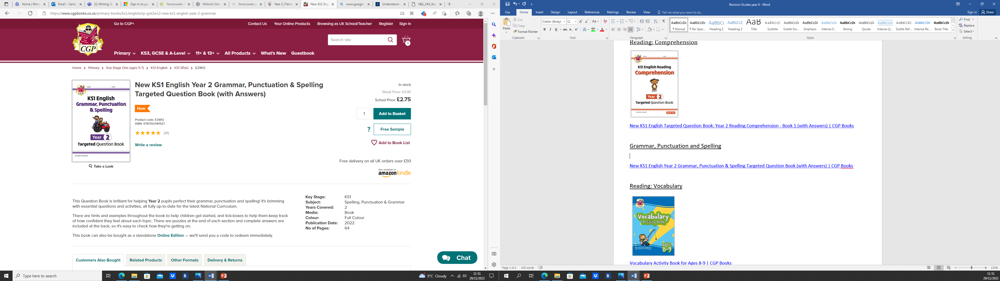 Home | Micro
Email - Carley
(1) Writing (E
Sign in to you
Feniscowles P
Website Stati
feniscowles p
Year 2 | Fenis
New KS1 Engl
www.google.
Understandin
S&S_UM_Geo
https://www.cgpbooks.co.uk/primary-books/ks1/english/sp-g/e2w12-new-ks1-english-year-2-grammar
Go to CGP+
Contact Us
Your Online Products
Browsing as UK School/Teacher
Register
Sign In
CGP
Search site
0
Primary
KS3, GCSE & A-Level
11+ & 13+
All Products
What's New
Guestbook
Home > Primary > Key Stage One (ages 5-7) > KS1 English > KS1 SPaG > E2W12
CGP
KS1 English
Grammar, Punctuation
& Spelling
Year 2
Targeted Question Book
Includes answers
Take a Look
New KS1 English Year 2 Grammar, Punctuation & Spelling
Targeted Question Book (with Answers)
New
Product code: E2W12
ISBN: 9781782941927
(91)
Write a review
In stock
Retail Price: £4.95
School Price: £2.75
1
Add to Basket
?
Free Sample
Add to Book List
Free delivery on all UK orders over £50
Also available on
amazonkindle
This Question Book is brilliant for helping Year 2 pupils perfect their grammar, punctuation and spelling! It's brimming
with essential questions and activities, all fully up-to-date for the latest National Curriculum.
There are hints and examples throughout the book to help children get started, and tick-boxes to help them keep track
of how confident they feel about each topic. There are puzzles at the end of each section and complete answers are
included at the back, so it's easy to check how they're getting on.
This book can also be bought as a standalone Online Edition — we'll send you a code to redeem immediately.
Key Stage: KS1
Subject: Spelling, Punctuation & Grammar
Years Covered: 2
Media: Book
Colour: Full Colour
Publication Date: 2022
No of Pages: 64
Customers Also Bought
Related Products
Other Formats
Delivery & Returns
Chat
Type here to search
5°C Cloudy
11:51
29/11/2022
Revision Guides year 4 - Word
Sign in
Share
File
Home
Insert
Design
Layout
References
Mailings
Review
View
Tell me what you want to do...
Paste
Cut
Copy
Format Painter
Clipboard
Calibri (Body)
11
Font
Paragraph
¶ Normal
¶ No Spac...
Heading 1
Heading 2
Title
Subtitle
Subtle Em...
Emphasis
Intense E...
Strong
Quote
Intense Q...
Subtle Ref...
Intense Re...
Book Title
Styles
Find
Replace
Select
Editing
Reading: Comprehension
KS1 English Reading
Comprehension
Year 2
Targeted Question Book
Includes answers
Book One
New KS1 English Targeted Question Book: Year 2 Reading Comprehension - Book 1 (with Answers) | CGP Books
Grammar, Punctuation and Spelling
New KS1 English Year 2 Grammar, Punctuation & Spelling Targeted Question Book (with Answers) | CGP Books
Reading: Vocabulary
Vocabulary
Activity Book
Ages
8-9
Vocabulary Activity Book for Ages 8-9 | CGP Books
Page 1 of 2
100 words
130%
11:51
29/11/2022